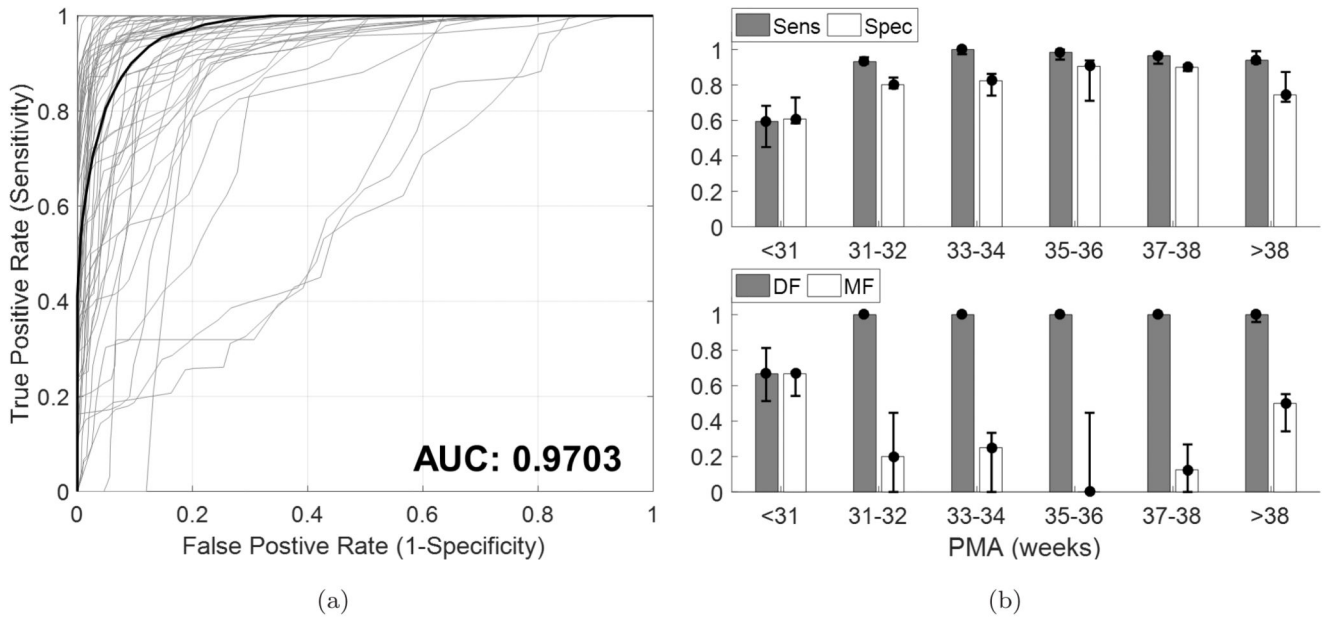 True Positive Rate (Sensitivity)
1
0.8
0.6
0.4
0.2
0
AUC: 0.9703
0 0.2 0.4 0.6 0.8 1
False Postive Rate (1-Specificity)
(a)
Sens Spec
1
0.8
0.6
0.4
0.2
0
<31 31-32 33-34 35-36 37-38 >38
DF MF
1
0.8
0.6
0.4
0.2
0
<31 31-32 33-34 35-36 37-38 >38
PMA (weeks)
(b)